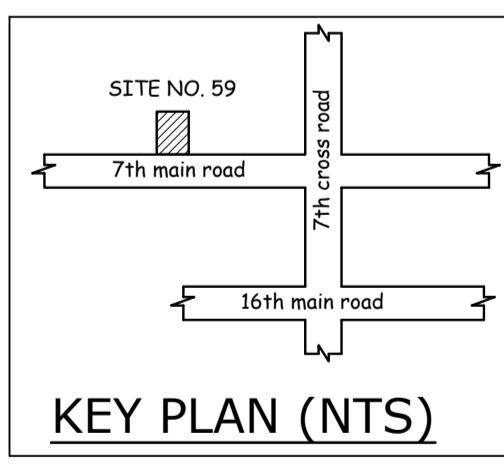 SITE NO. 59
7th cross road
7th main road
16th main road
KEY PLAN (NTS)